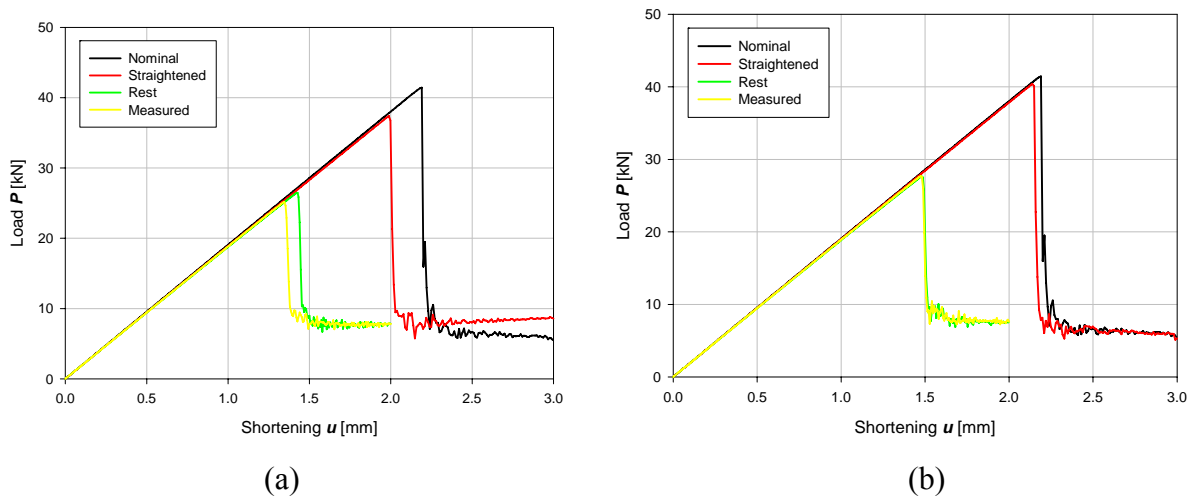 50
40
30
20
10
0
Load P [kN]
Nominal
Straightened
Rest
Measured
0.0 0.5 1.0 1.5 2.0 2.5 3.0
Shortening u [mm]
(a)
50
40
30
20
10
0
Load P [kN]
Nominal
Straightened
Rest
Measured
0.0 0.5 1.0 1.5 2.0 2.5 3.0
Shortening u [mm]
(b)